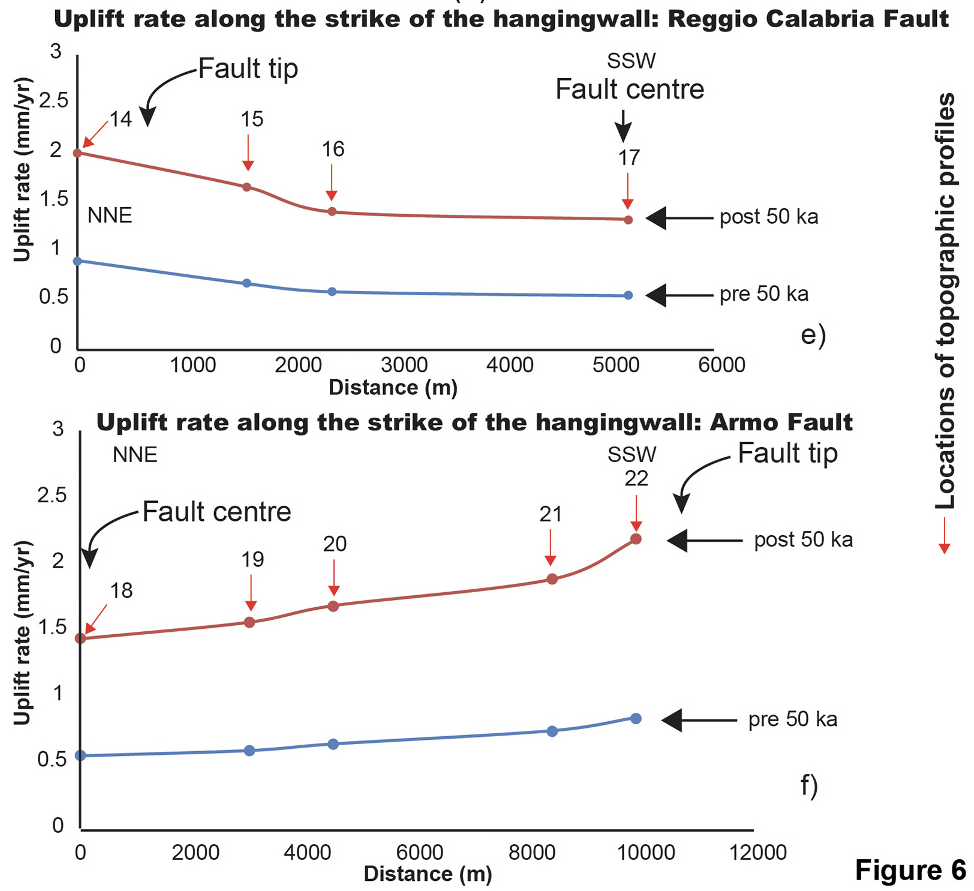 Uplift rate along the strike of the hangingwall: Reggio Calabria Fault
3
2.5
2
1.5
1
0.5
0
Uplift rate (mm/yr)
Fault tip
14
15
16
SSW
Fault centre
17
NNE
post 50 ka
pre 50 ka
e)
0 1000 2000 3000 4000 5000 6000
Distance (m)
Uplift rate along the strike of the hangingwall: Armo Fault
3
2.5
2
1.5
1
0.5
0
Uplift rate (mm/yr)
NNE
SSW
Fault tip
Fault centre
18
19
20
21
22
post 50 ka
pre 50 ka
f)
0 2000 4000 6000 8000 10000 12000
Distance (m)
Locations of topographic profiles
Figure 6